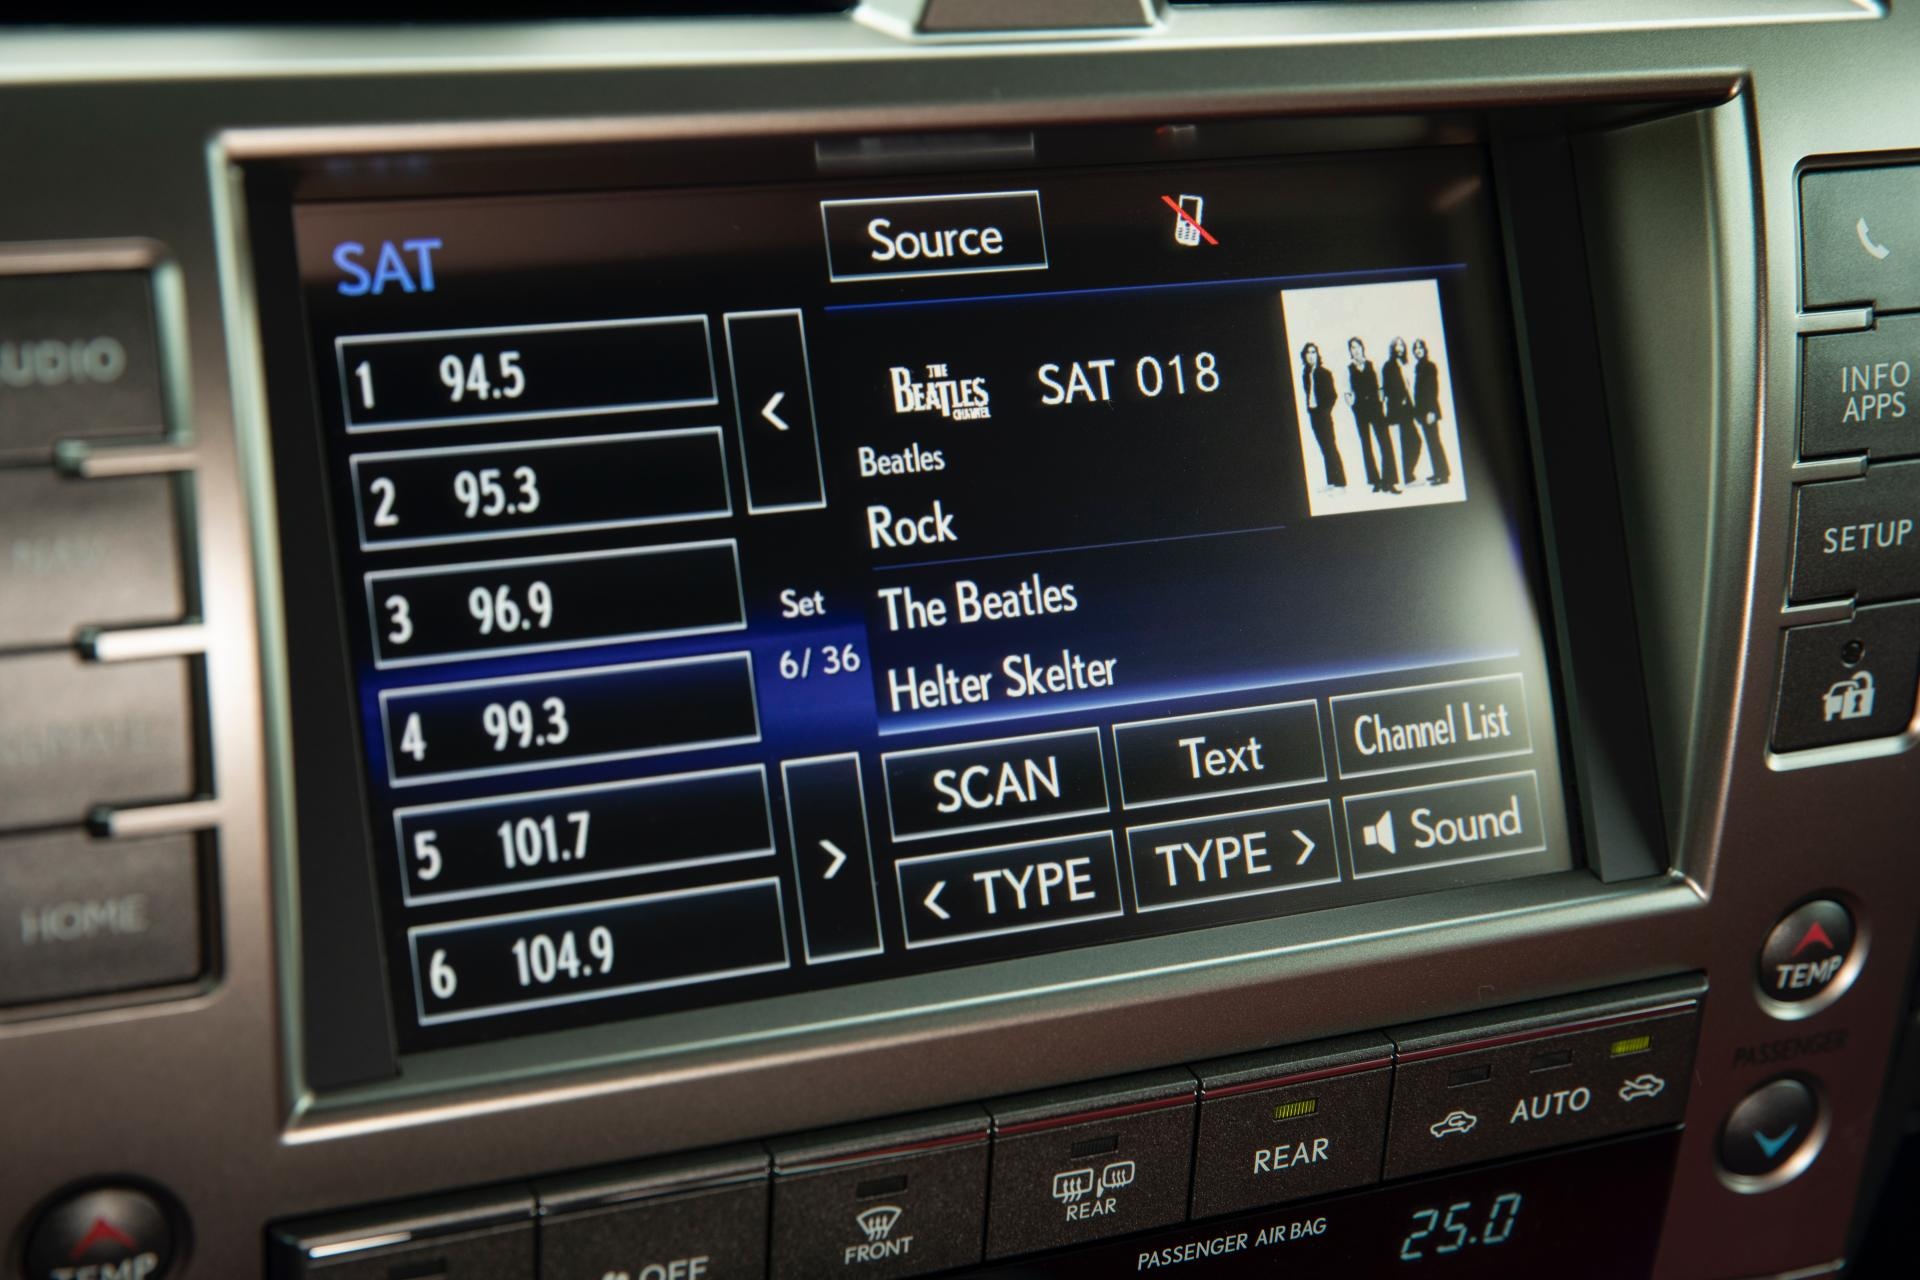 Source
SAT
1 94.5
2 95.3
3 96.9
4 99.3
5 101.7
6 104.9
<
Set
6/ 36
>
THE
BEATLES
CHANNEL
SAT 018
Beatles
Rock
The Beatles
Helter Skelter
SCAN
Text
Channel List
< TYPE
TYPE >
Sound
UDIO
NAV
HOME
INFO
APPS
SETUP
TEMP
PASSENGER
TEMP
OFF
FRONT
REAR
REAR
AUTO
PASSENGER AIR BAG
25.0